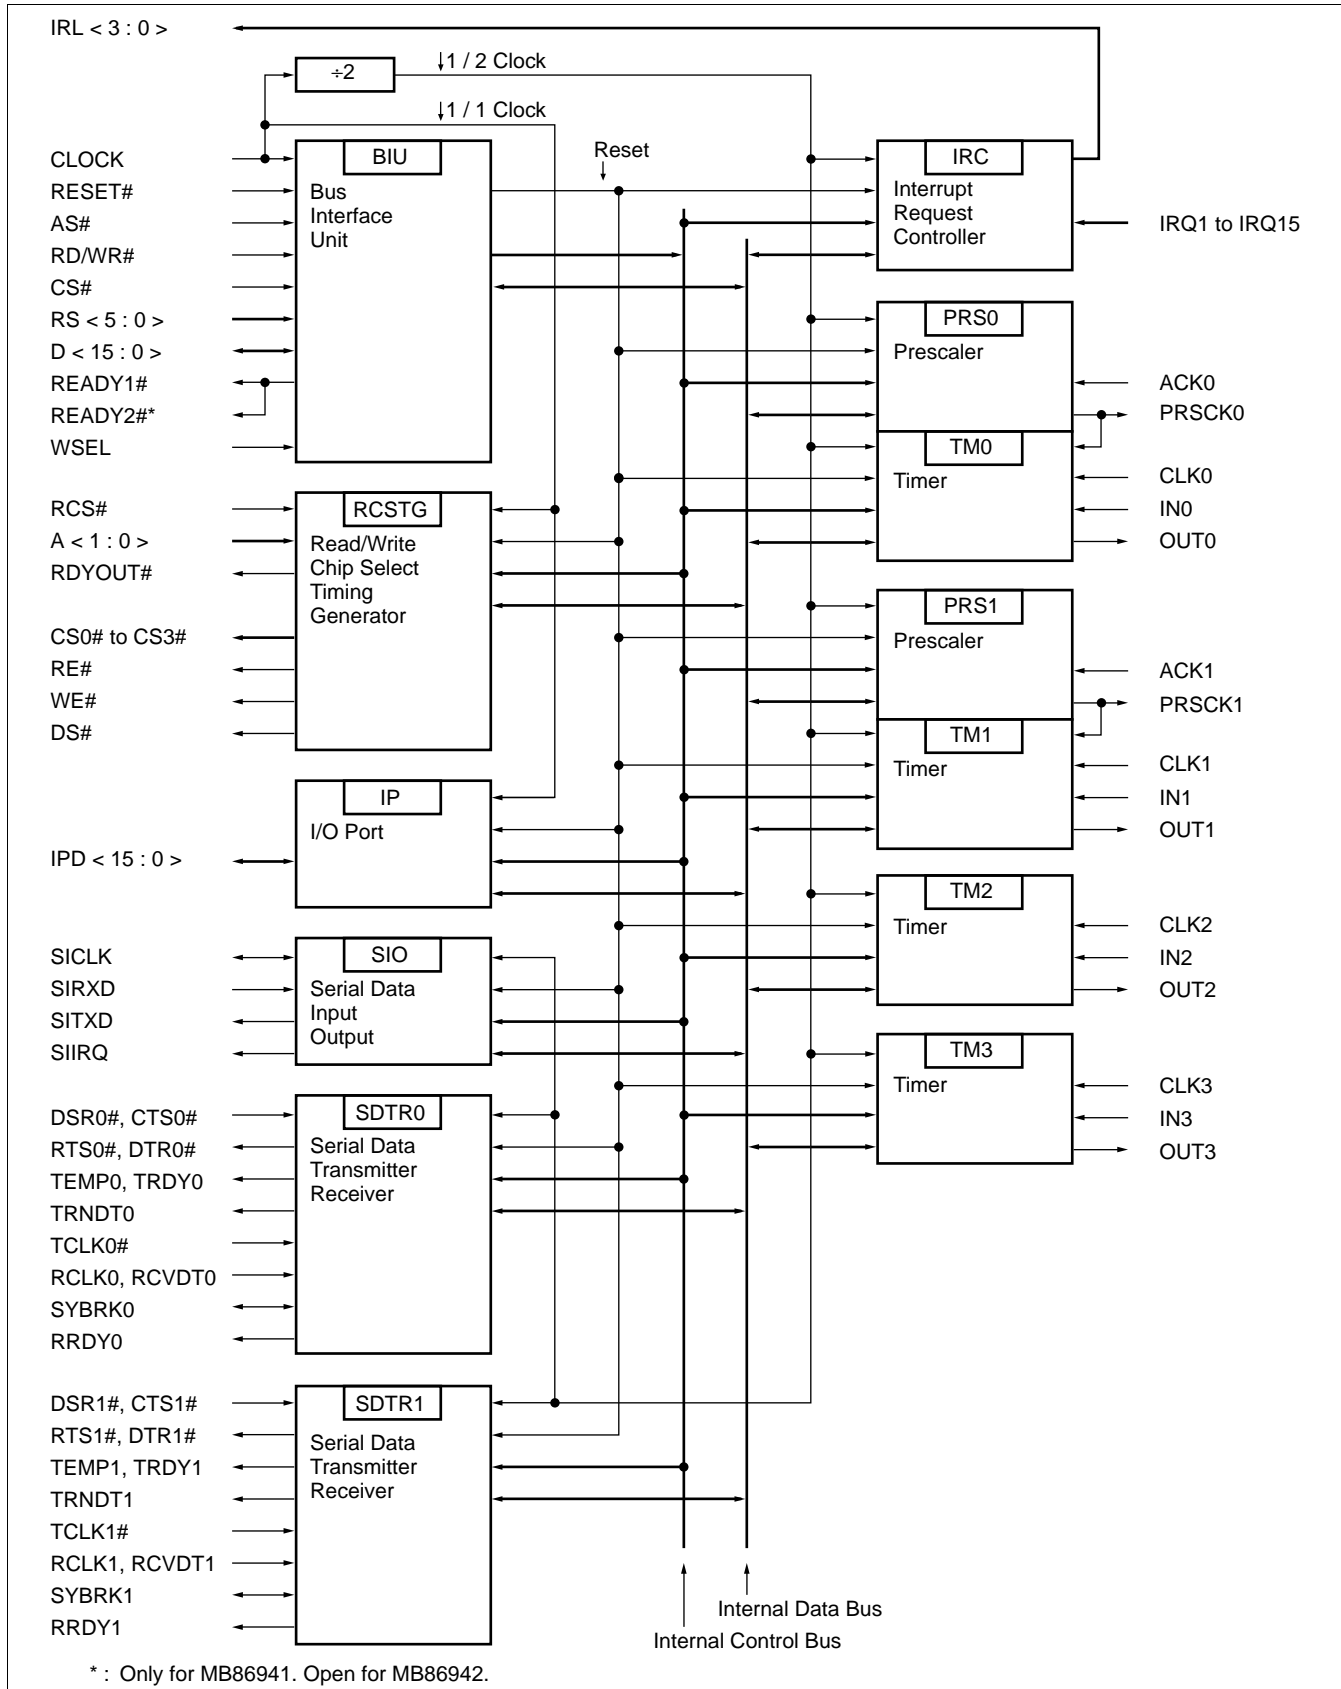 IRL < 3 : 0 >
÷2
↓1 / 2 Clock
↓1 / 1 Clock
CLOCK
RESET#
AS#
RD/WR#
CS#
RS < 5 : 0 >
D < 15 : 0 >
READY1#
READY2#*
WSEL
BIU
Bus
Interface
Unit
Reset
IRC
Interrupt
Request
Controller
IRQ1 to IRQ15
PRS0
Prescaler
ACK0
PRSCK0
TM0
Timer
CLK0
IN0
OUT0
RCS#
A < 1 : 0 >
RDYOUT#
CS0# to CS3#
RE#
WE#
DS#
RCSTG
Read/Write
Chip Select
Timing
Generator
PRS1
Prescaler
ACK1
PRSCK1
TM1
Timer
CLK1
IN1
OUT1
IP
I/O Port
IPD < 15 : 0 >
TM2
Timer
CLK2
IN2
OUT2
SICLK
SIRXD
SITXD
SIIRQ
SIO
Serial Data
Input
Output
TM3
Timer
CLK3
IN3
OUT3
DSR0#, CTS0#
RTS0#, DTR0#
TEMP0, TRDY0
TRNDT0
TCLK0#
RCLK0, RCVDT0
SYBRK0
RRDY0
SDTR0
Serial Data
Transmitter
Receiver
DSR1#, CTS1#
RTS1#, DTR1#
TEMP1, TRDY1
TRNDT1
TCLK1#
RCLK1, RCVDT1
SYBRK1
RRDY1
SDTR1
Serial Data
Transmitter
Receiver
Internal Data Bus
Internal Control Bus
* : Only for MB86941. Open for MB86942.